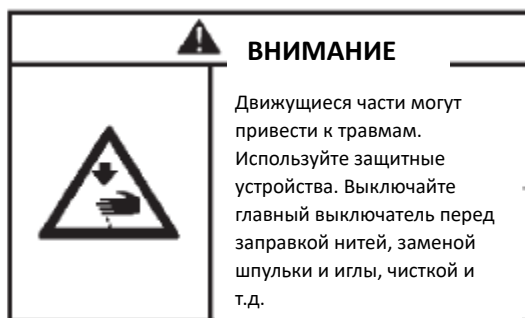 ВНИМАНИЕ
Движущиеся части могут
привести к травмам.
Используйте защитные
устройства. Выключайте
главный выключатель перед
заправкой нитей, заменой
шпульки и иглы, чисткой и
т.д.